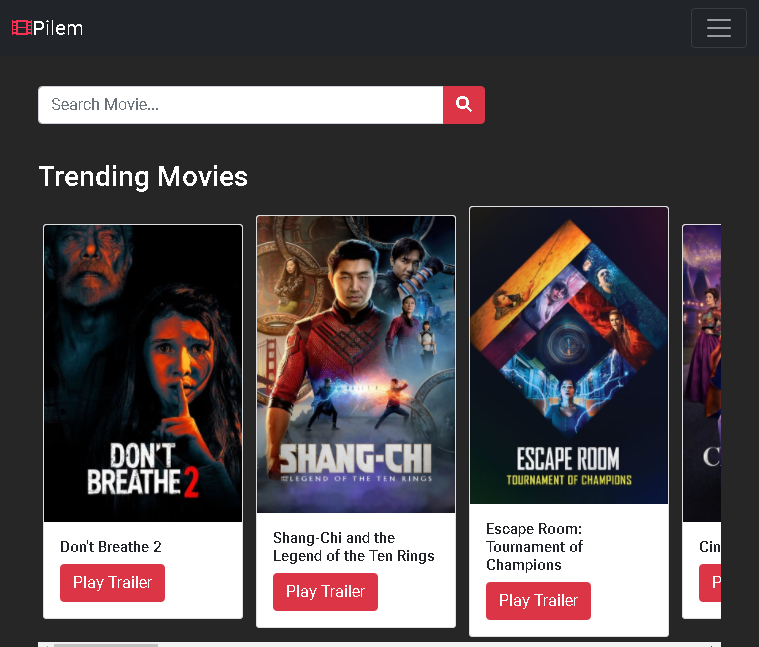 Pilem
Search Movie...
Trending Movies
DON'T
BREATHE 2
SHANG-CHI
AND THE LEGEND OF THE TEN RINGS
ESCAPE ROOM
TOURNAMENT OF CHAMPIONS
C
Don't Breathe 2
Play Trailer
Shang-Chi and the
Legend of the Ten Rings
Play Trailer
Escape Room:
Tournament of
Champions
Play Trailer
Cin
P